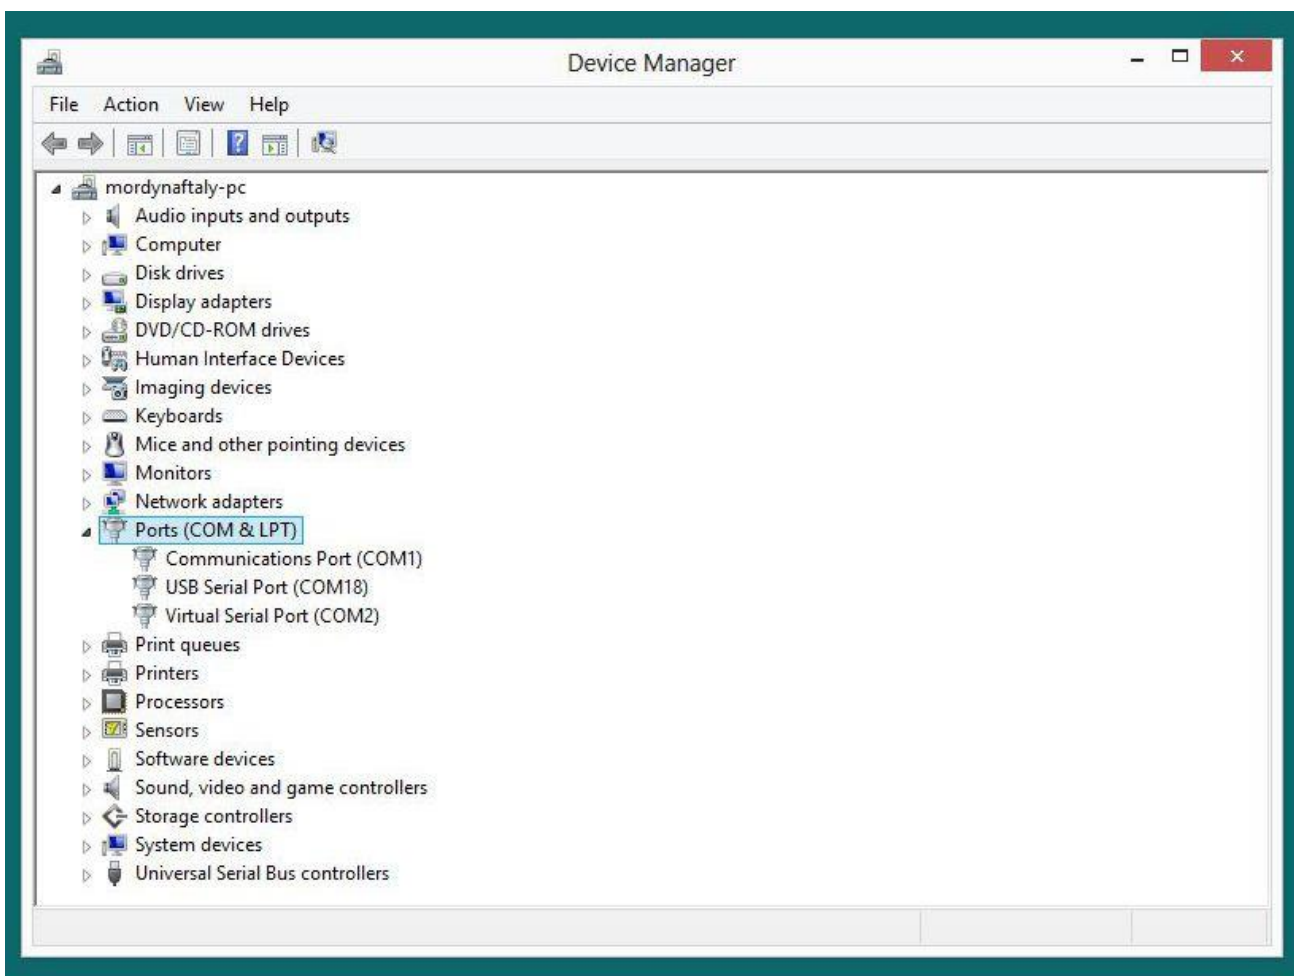 Device Manager
File Action View Help
mordynaftaly-pc
Audio inputs and outputs
Computer
Disk drives
Display adapters
DVD/CD-ROM drives
Human Interface Devices
Imaging devices
Keyboards
Mice and other pointing devices
Monitors
Network adapters
Ports (COM & LPT)
Communications Port (COM1)
USB Serial Port (COM18)
Virtual Serial Port (COM2)
Print queues
Printers
Processors
Sensors
Software devices
Sound, video and game controllers
Storage controllers
System devices
Universal Serial Bus controllers